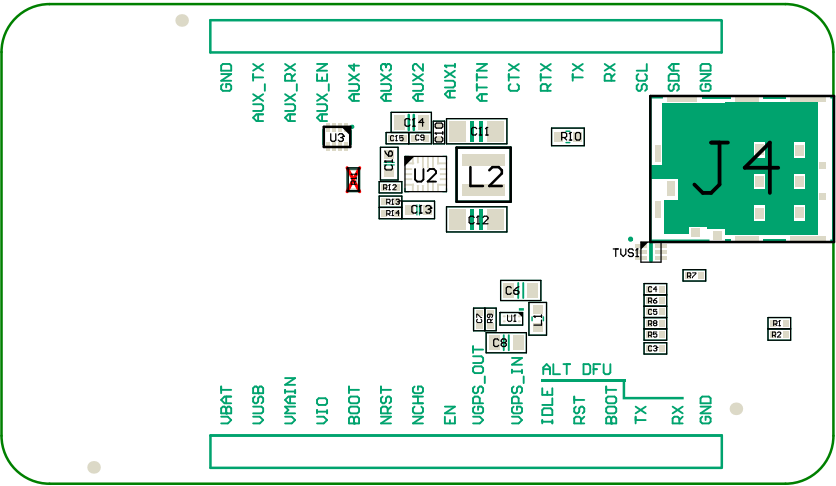 GND AUX_TX AUX_RX AUX_EN AUX4 AUX3 AUX2 AUX1 ATTN CTX RTX TX RX SCL SDA GND
C14
C10
C11
U3
C15
C9
R10
J4
C16
U2
L2
R12
R13
R14
C13
C12
TVS1
R7
C6
C4
R6
C7
R9
U1
L1
C5
R8
R1
C8
R5
R2
C3
ALT DFU
VBAT VUSB VMAIN VIO BOOT NRST NCHG EN VGPS_OUT VGPS_IN IDLE RST BOOT TX RX GND